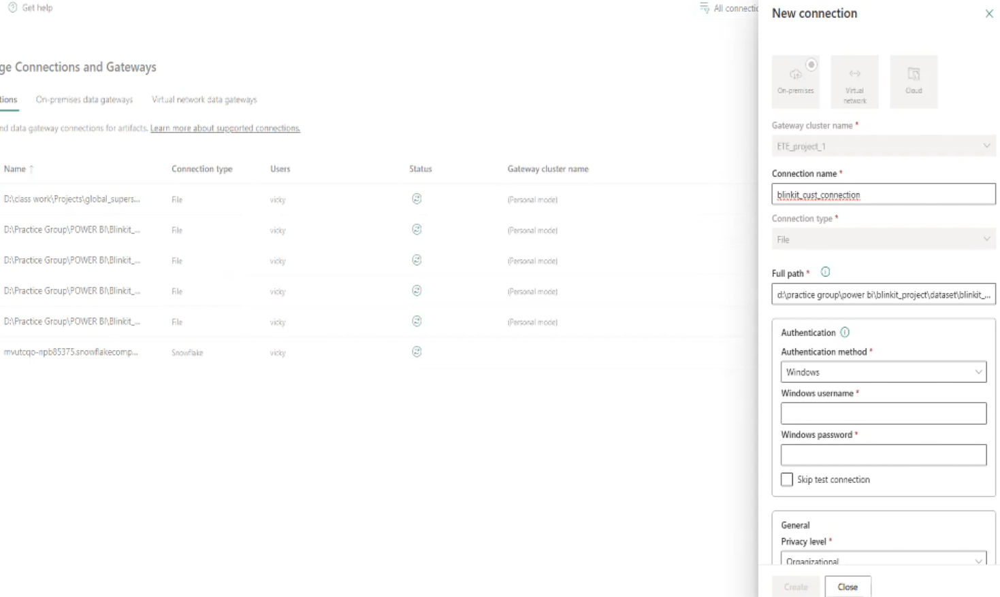 Get help
All connectio
ge Connections and Gateways
tions
On-premises data gateways
Virtual network data gateways
nd data gateway connections for artifacts. Learn more about supported connections.
Name ↑
Connection type
Users
Status
Gateway cluster name
D:\class work\Projects\global_supers...
File
vicky
(Personal mode)
D:\Practice Group\POWER BI\Blinkit_...
File
vicky
(Personal mode)
D:\Practice Group\POWER BI\Blinkit_...
File
vicky
(Personal mode)
D:\Practice Group\POWER BI\Blinkit_...
File
vicky
(Personal mode)
D:\Practice Group\POWER BI\Blinkit_...
File
vicky
(Personal mode)
mvutcqo-npb85375.snowflakecomp...
Snowflake
vicky
New connection
On-premises
Virtual
network
Cloud
Gateway cluster name *
ETE_project_1
Connection name *
blinkit_cust_connection
Connection type *
File
Full path *
d:\practice group\power bi\blinkit_project\dataset\blinkit_...
Authentication
Authentication method *
Windows
Windows username *
Windows password *
Skip test connection
General
Privacy level *
Organizational
Create
Close